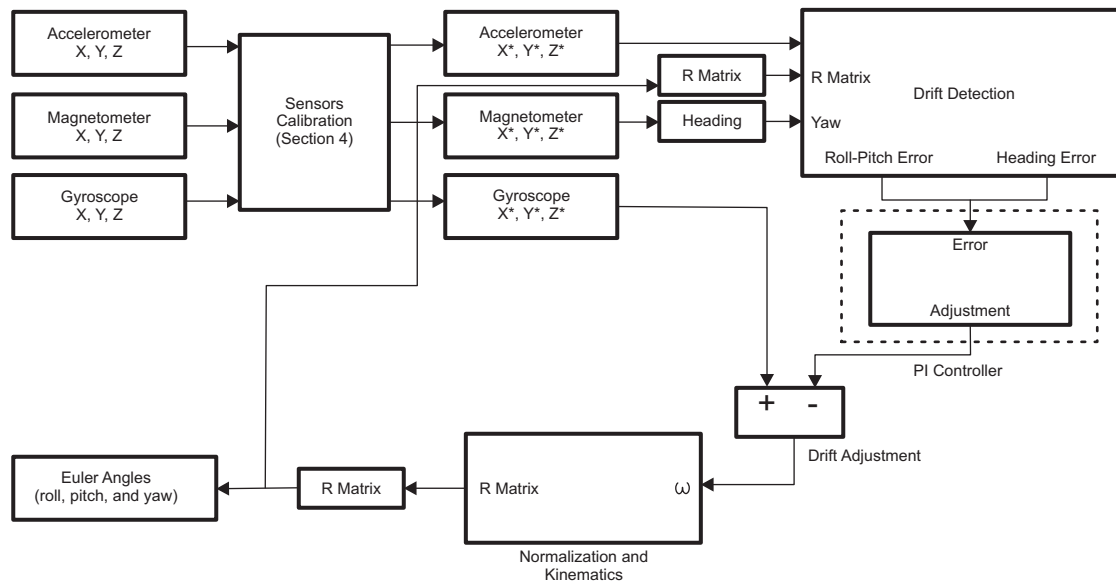 Accelerometer
X, Y, Z
Magnetometer
X, Y, Z
Gyroscope
X, Y, Z
Sensors
Calibration
(Section 4)
Accelerometer
X*, Y*, Z*
Magnetometer
X*, Y*, Z*
Gyroscope
X*, Y*, Z*
R Matrix
Heading
R Matrix
Drift Detection
Yaw
Roll-Pitch Error
Heading Error
Error
Adjustment
PI Controller
+ -
Drift Adjustment
Euler Angles
(roll, pitch, and yaw)
R Matrix
R Matrix
ω
Normalization and
Kinematics